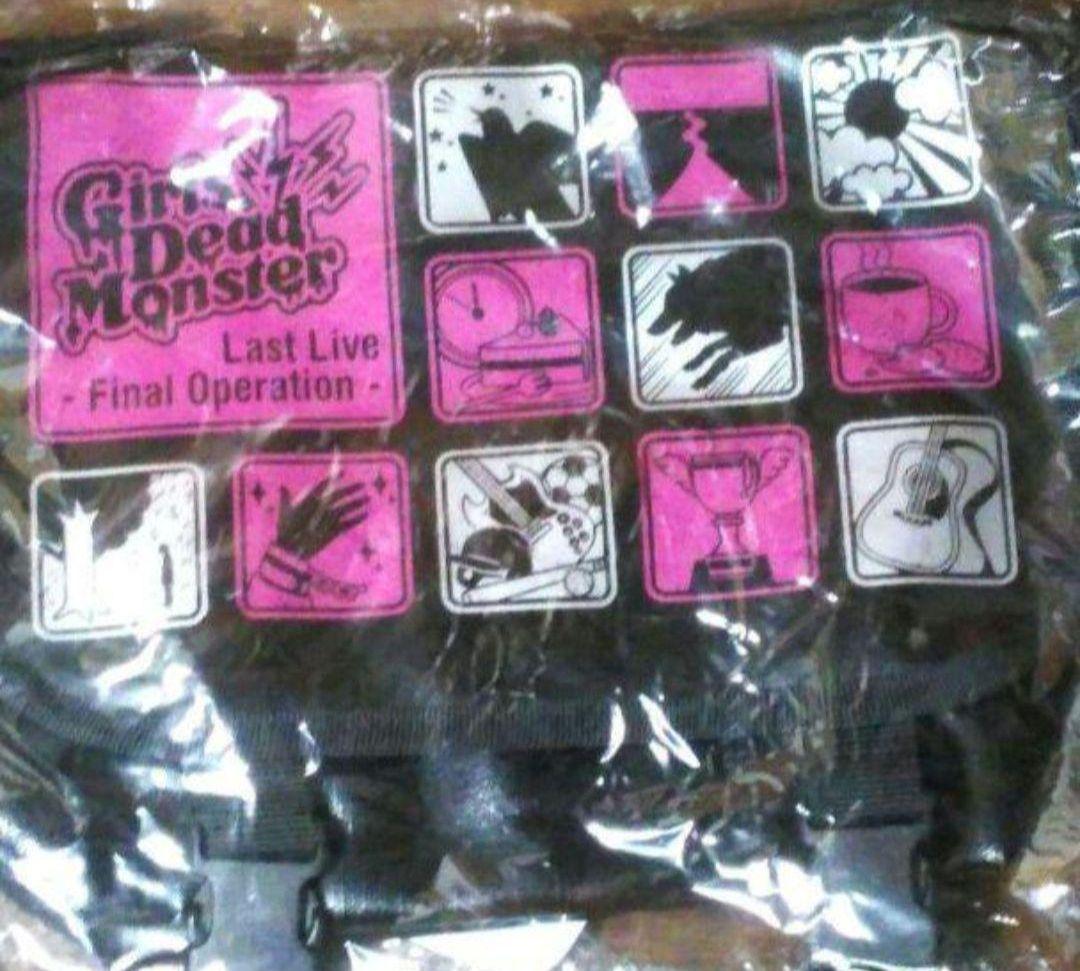 Girls
Dead
Monster
Last Live
- Final Operation -